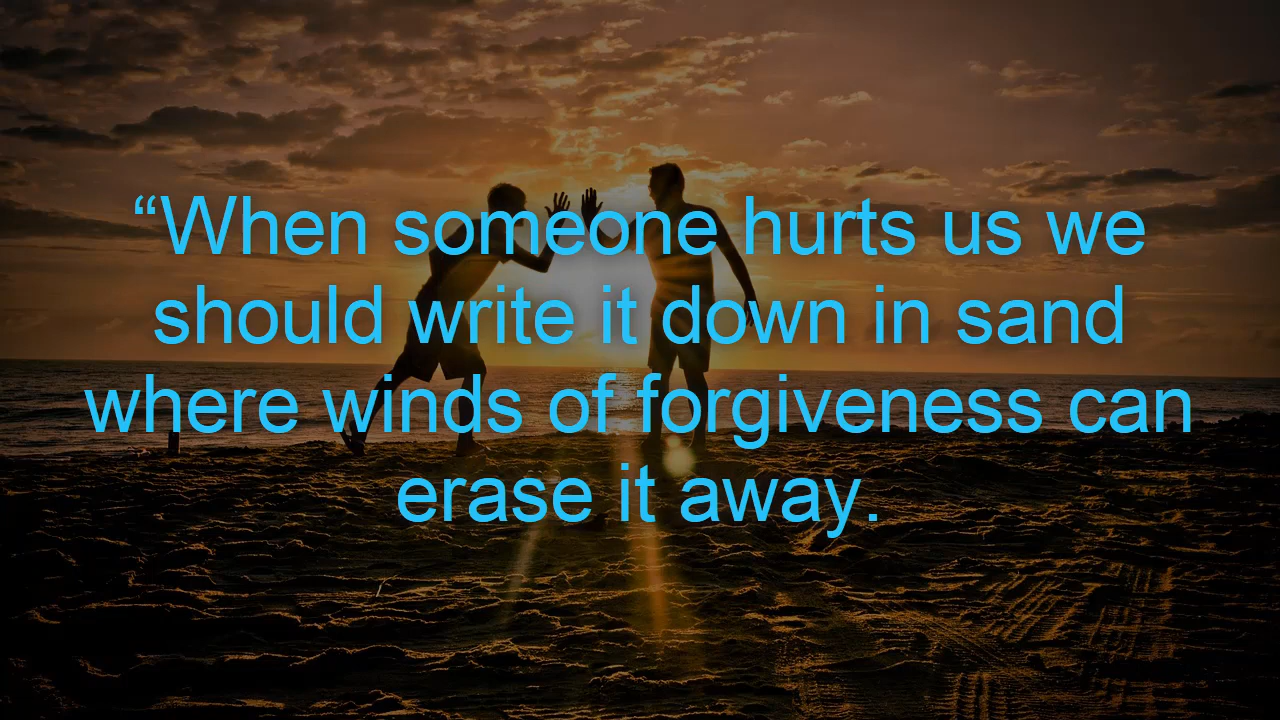 “When someone hurts us we
should write it down in sand
where winds of forgiveness can
erase it away.